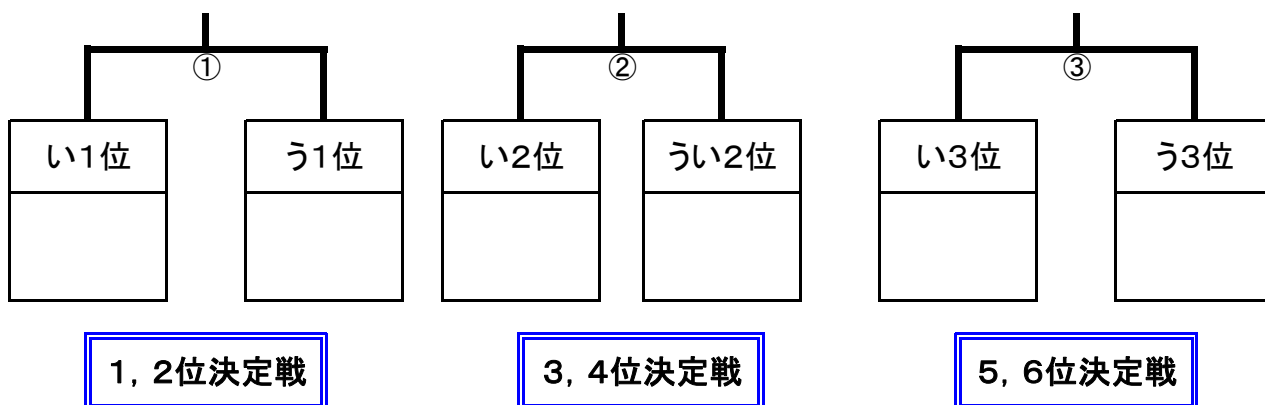 ① ② ③
い1位 う1位 い2位 うい2位 い3位 う3位
1，2位決定戦 3，4位決定戦 5，6位決定戦